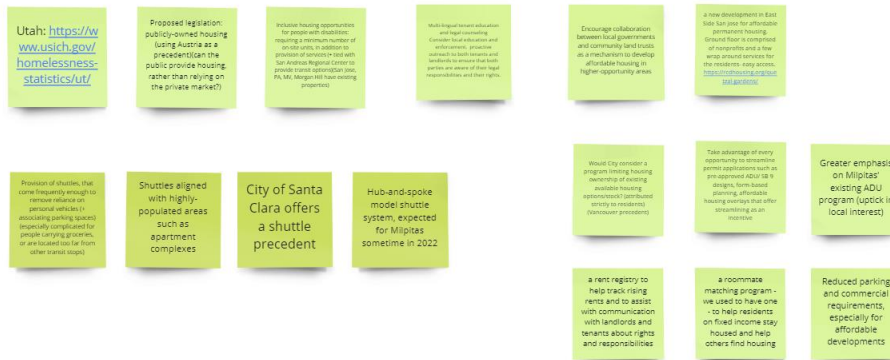 Utah: https://w
ww.usich.gov/
homelessness-
statistics/ut/
Proposed legislation:
publicly-owned housing
(using Austria as a
precedent)(can the
public provide housing,
rather than relying on
the private market?)
Inclusive housing opportunities
for people with disabilities:
requiring a minimum number of
on-site units, in addition to
provision of services (+ tied with
San Andreas Regional Center to
provide transit options)(San Jose,
PA, MV, Morgan Hill have existing
properties)
Multi-lingual tenant education
and legal counseling
Consider local education and
enforcement. proactive
outreach to both tenants and
landlords to ensure that both
parties are aware of their legal
responsibilities and their rights.
Encourage collaboration
between local governments
and community land trusts
as a mechanism to develop
affordable housing in
higher-opportunity areas
a new development in East
Side San Jose for affordable
permanent housing.
Ground floor is comprised
of nonprofits and a few
wrap around services for
the residents- easy access.
Provision of shuttles, that
come frequently enough to
remove reliance on
personal vehicles (+
associating parking spaces)
(especially complicated for
people carrying groceries,
or are located too far from
other transit stops)
Shuttles aligned
with highly-
populated areas
such as
apartment
complexes
City of Santa
Clara offers
a shuttle
precedent
Hub-and-spoke
model shuttle
system, expected
for Milpitas
sometime in 2022
Would City consider a
program limiting housing
ownership of existing
available housing
options/stock? (attributed
strictly to residents)
(Vancouver precedent)
Take advantage of every
opportunity to streamline
permit applications such as
pre-approved ADU/ SB 9
designs, form-based
planning, affordable
housing overlays that offer
streamlining as an
incentive
Greater emphasis
on Milpitas'
existing ADU
program (uptick in
local interest)
a rent registry to
help track rising
rents and to assist
with communication
with landlords and
tenants about rights
and responsibilities
a roommate
matching program -
we used to have one
- to help residents
on fixed income stay
housed and help
others find housing
Reduced parking
and commercial
requirements,
especially for
affordable
developments